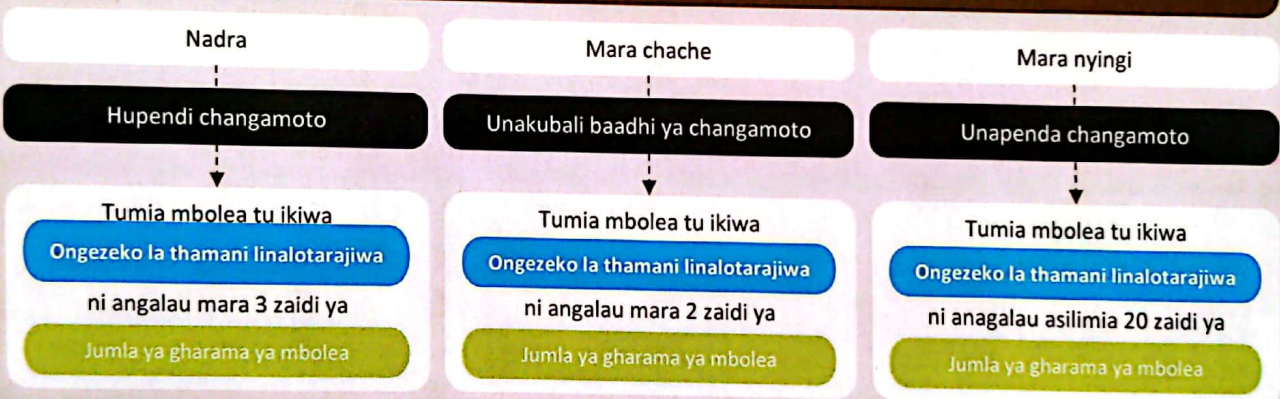 Nadra
Hupendi changamoto
Tumia mbolea tu ikiwa
Ongezeko la thamani linalotarajiwa
ni angalau mara 3 zaidi ya
Jumla ya gharama ya mbolea
Mara chache
Unakubali baadhi ya changamoto
Tumia mbolea tu ikiwa
Ongezeko la thamani linalotarajiwa
ni angalau mara 2 zaidi ya
Jumla ya gharama ya mbolea
Mara nyingi
Unapenda changamoto
Tumia mbolea tu ikiwa
Ongezeko la thamani linalotarajiwa
ni anagalau asilimia 20 zaidi ya
Jumla ya gharama ya mbolea